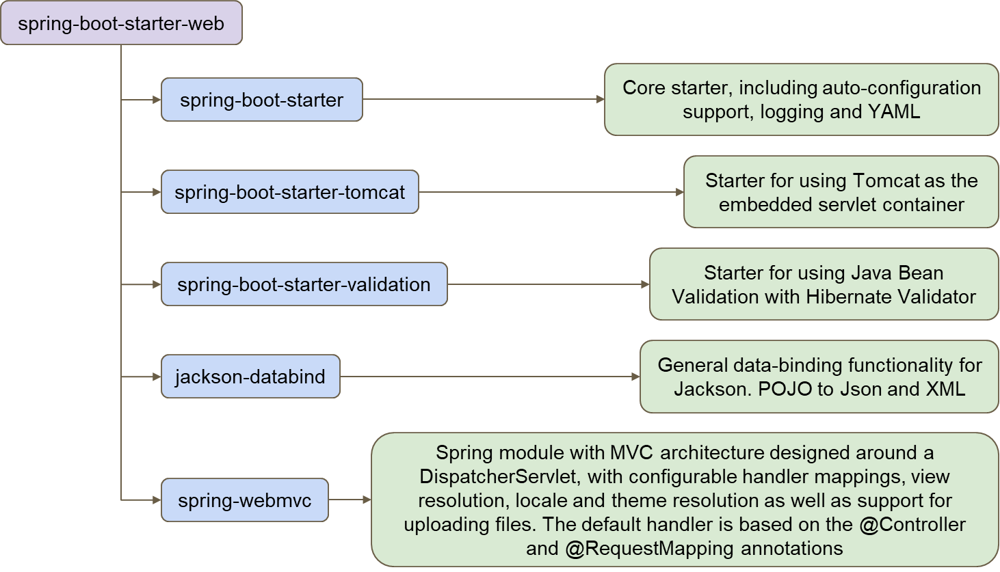 spring-boot-starter-web
spring-boot-starter
Core starter, including auto-configuration
support, logging and YAML
spring-boot-starter-tomcat
Starter for using Tomcat as the
embedded servlet container
spring-boot-starter-validation
Starter for using Java Bean
Validation with Hibernate Validator
jackson-databind
General data-binding functionality for
Jackson. POJO to Json and XML
spring-webmvc
Spring module with MVC architecture designed around a
DispatcherServlet, with configurable handler mappings, view
resolution, locale and theme resolution as well as support for
uploading files. The default handler is based on the @Controller
and @RequestMapping annotations